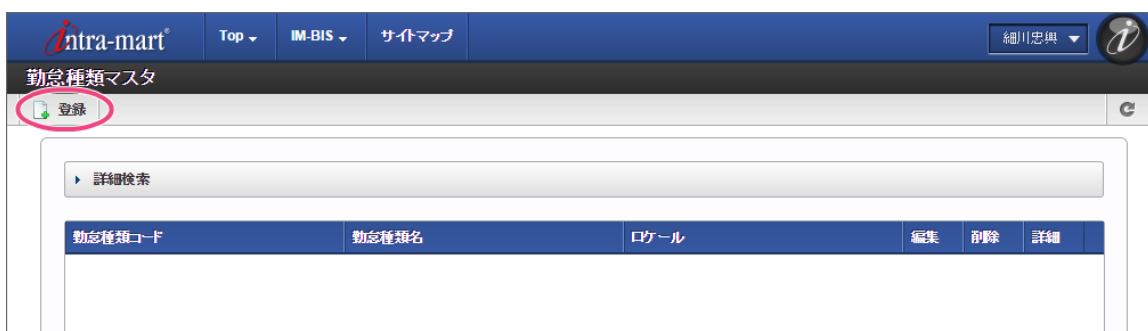 intra-mart® Top IM-BIS サイトマップ 細川忠興
勤怠種類マスタ
登録
詳細検索
勤怠種類コード 勤怠種類名 ロケール 編集 削除 詳細